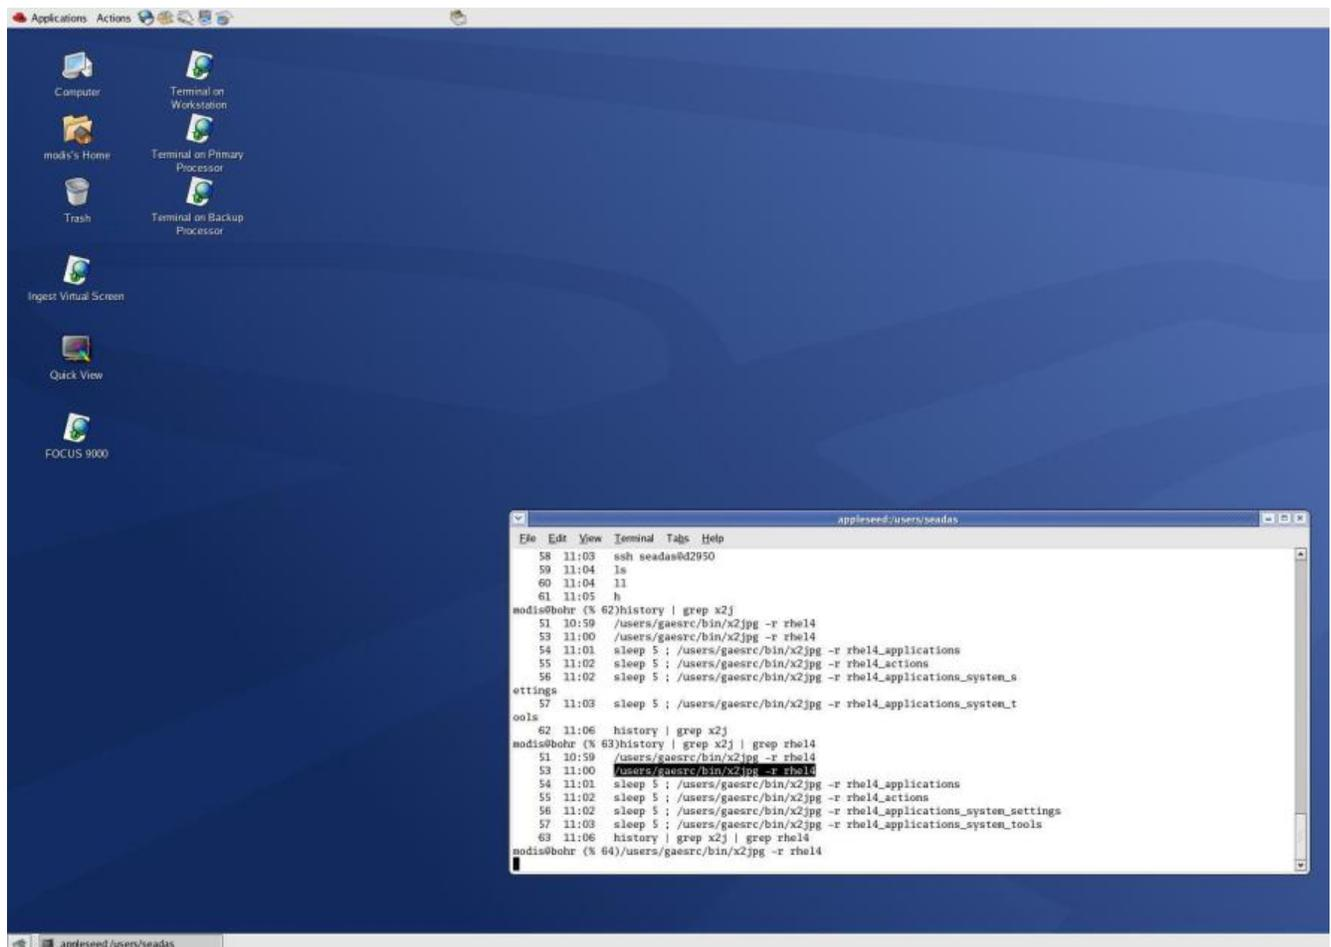 Applications Actions
Computer
Terminal on
Workstation
modis's Home
Terminal on Primary
Processor
Trash
Terminal on Backup
Processor
Ingest Virtual Screen
Quick View
FOCUS 9000
appleseed:/users/seadas
File Edit View Terminal Tabs Help
58 11:03 ssh seadas@d2950
59 11:04 ls
60 11:04 ll
61 11:05 h
modis@bohr (% 62)history | grep x2j
51 10:59 /users/gaesrc/bin/x2jpg -r rhel4
53 11:00 /users/gaesrc/bin/x2jpg -r rhel4
54 11:01 sleep 5 ; /users/gaesrc/bin/x2jpg -r rhel4_applications
55 11:02 sleep 5 ; /users/gaesrc/bin/x2jpg -r rhel4_actions
56 11:02 sleep 5 ; /users/gaesrc/bin/x2jpg -r rhel4_applications_system_s
ettings
57 11:03 sleep 5 ; /users/gaesrc/bin/x2jpg -r rhel4_applications_system_t
ools
62 11:06 history | grep x2j
modis@bohr (% 63)history | grep x2j | grep rhel4
51 10:59 /users/gaesrc/bin/x2jpg -r rhel4
53 11:00 /users/gaesrc/bin/x2jpg -r rhel4
54 11:01 sleep 5 ; /users/gaesrc/bin/x2jpg -r rhel4_applications
55 11:02 sleep 5 ; /users/gaesrc/bin/x2jpg -r rhel4_actions
56 11:02 sleep 5 ; /users/gaesrc/bin/x2jpg -r rhel4_applications_system_settings
57 11:03 sleep 5 ; /users/gaesrc/bin/x2jpg -r rhel4_applications_system_tools
63 11:06 history | grep x2j | grep rhel4
modis@bohr (% 64)/users/gaesrc/bin/x2jpg -r rhel4
appleseed:/users/seadas